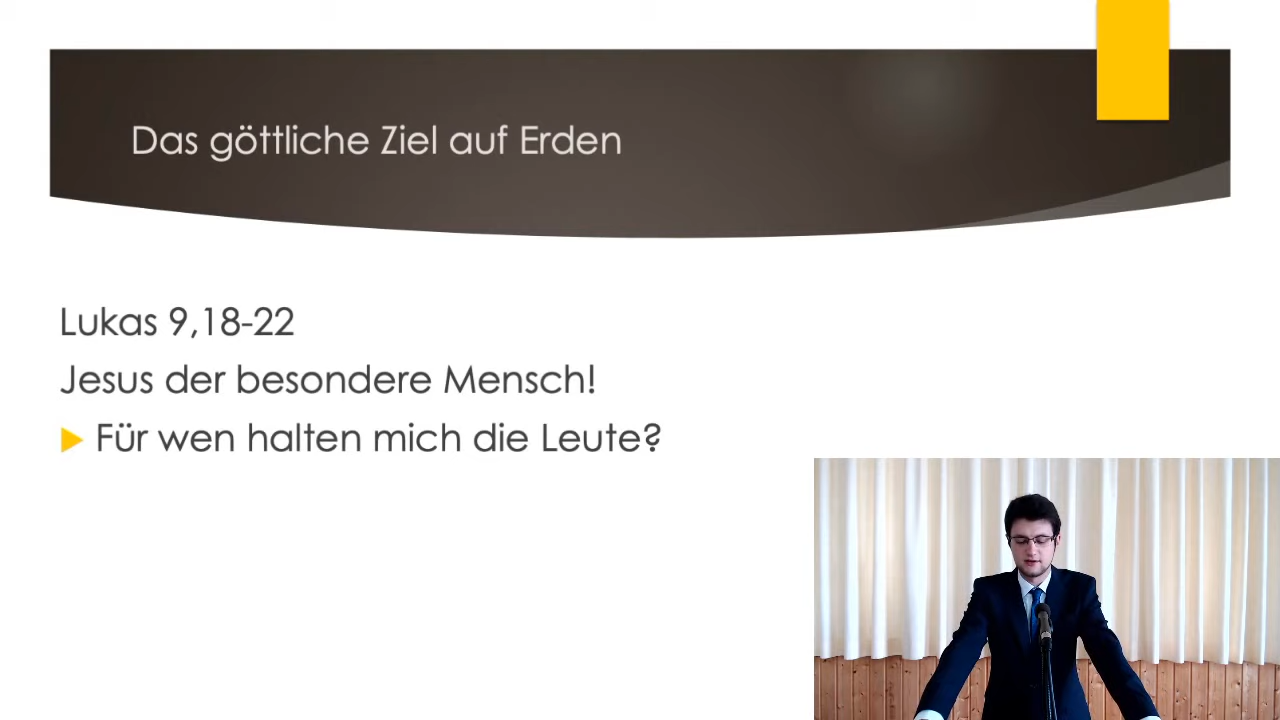 Das göttliche Ziel auf Erden
Lukas 9,18-22
Jesus der besondere Mensch!
Für wen halten mich die Leute?